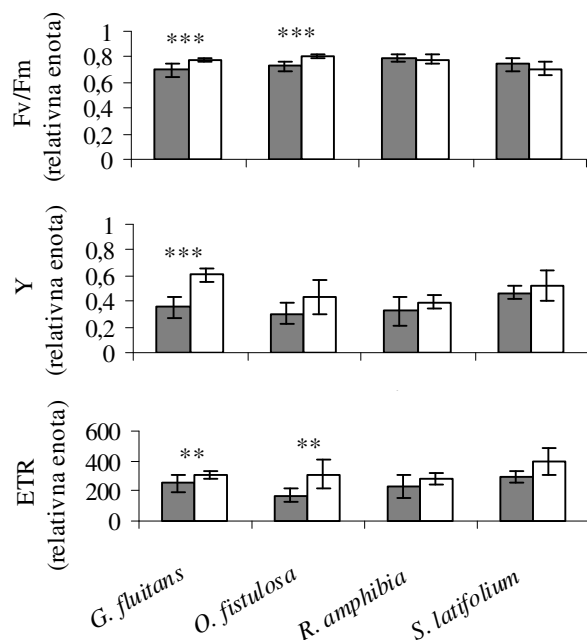 Fv/Fm
(relativna enota)
1
0,8
0,6
0,4
0,2
0
***
***
Y
(relativna enota)
1
0,8
0,6
0,4
0,2
0
***
ETR
(relativna enota)
600
400
200
0
**
**
G. fluitans
O. fistulosa
R. amphibia
S. latifolium